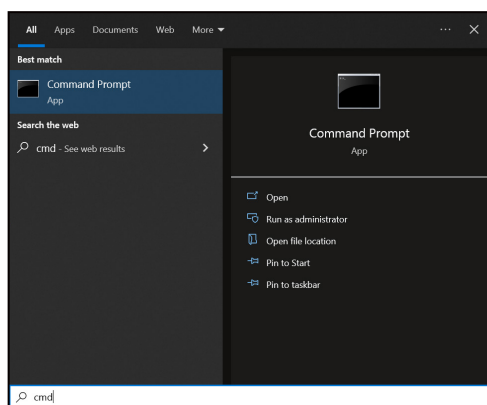 All Apps Documents Web More
Best match
Command Prompt
App
Search the web
cmd - See web results
Command Prompt
App
Open
Run as administrator
Open file location
Pin to Start
Pin to taskbar
cmd